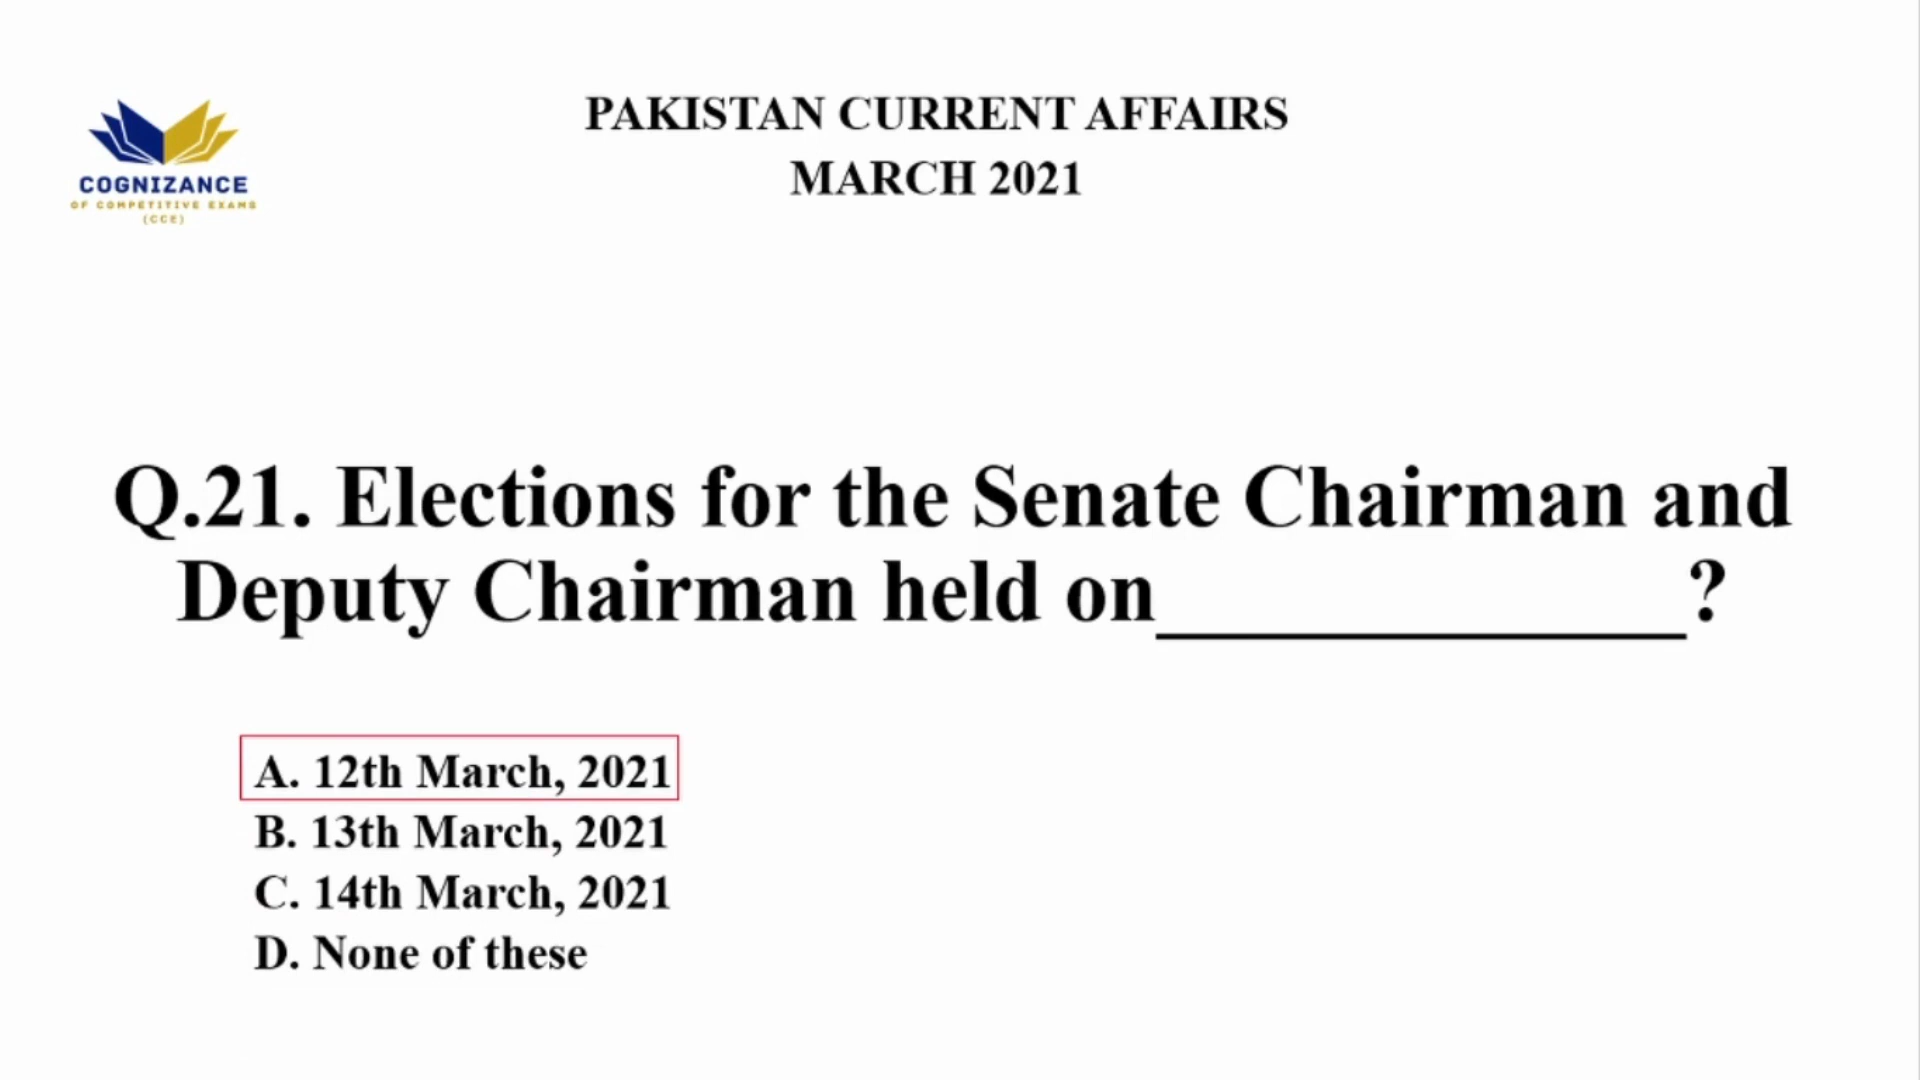 COGNIZANCE
OF COMPETITIVE EXAMS
(CCE)
PAKISTAN CURRENT AFFAIRS
MARCH 2021
Q.21. Elections for the Senate Chairman and
Deputy Chairman held on____________?
A. 12th March, 2021
B. 13th March, 2021
C. 14th March, 2021
D. None of these